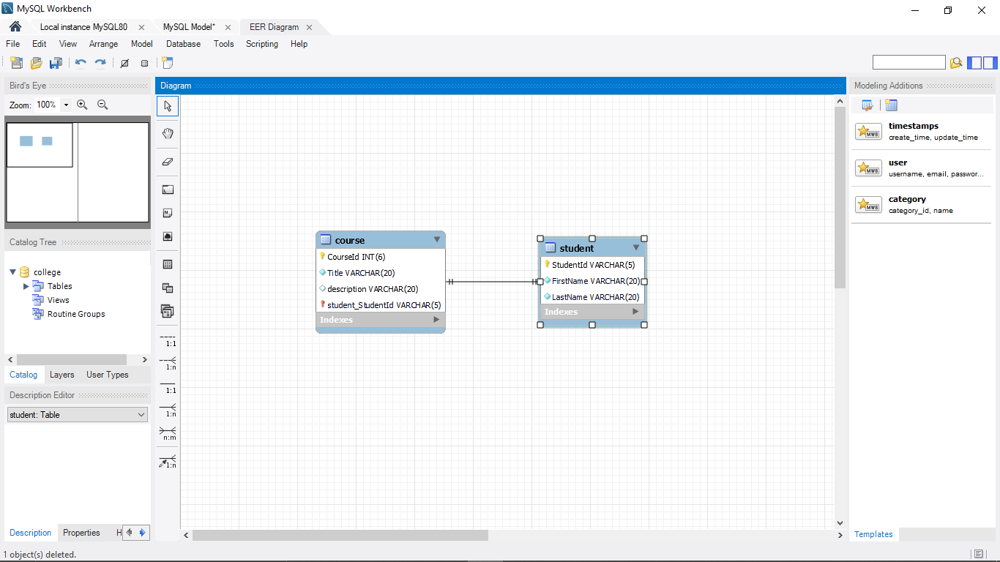 MySQL Workbench
Local instance MySQL80
MySQL Model*
EER Diagram
File Edit View Arrange Model Database Tools Scripting Help
Bird's Eye
Zoom: 100%
Catalog Tree
college
Tables
Views
Routine Groups
Catalog Layers User Types
Description Editor
student: Table
Description Properties H
Diagram
1:1
1:n
1:1
1:n
n:m
1:n
course
CourseId INT(6)
Title VARCHAR(20)
description VARCHAR(20)
student_StudentId VARCHAR(5)
Indexes
student
StudentId VARCHAR(5)
FirstName VARCHAR(20)
LastName VARCHAR(20)
Indexes
Modeling Additions
MWB
timestamps
create_time, update_time
MWB
user
username, email, passwor...
MWB
category
category_id, name
Templates
1 object(s) deleted.